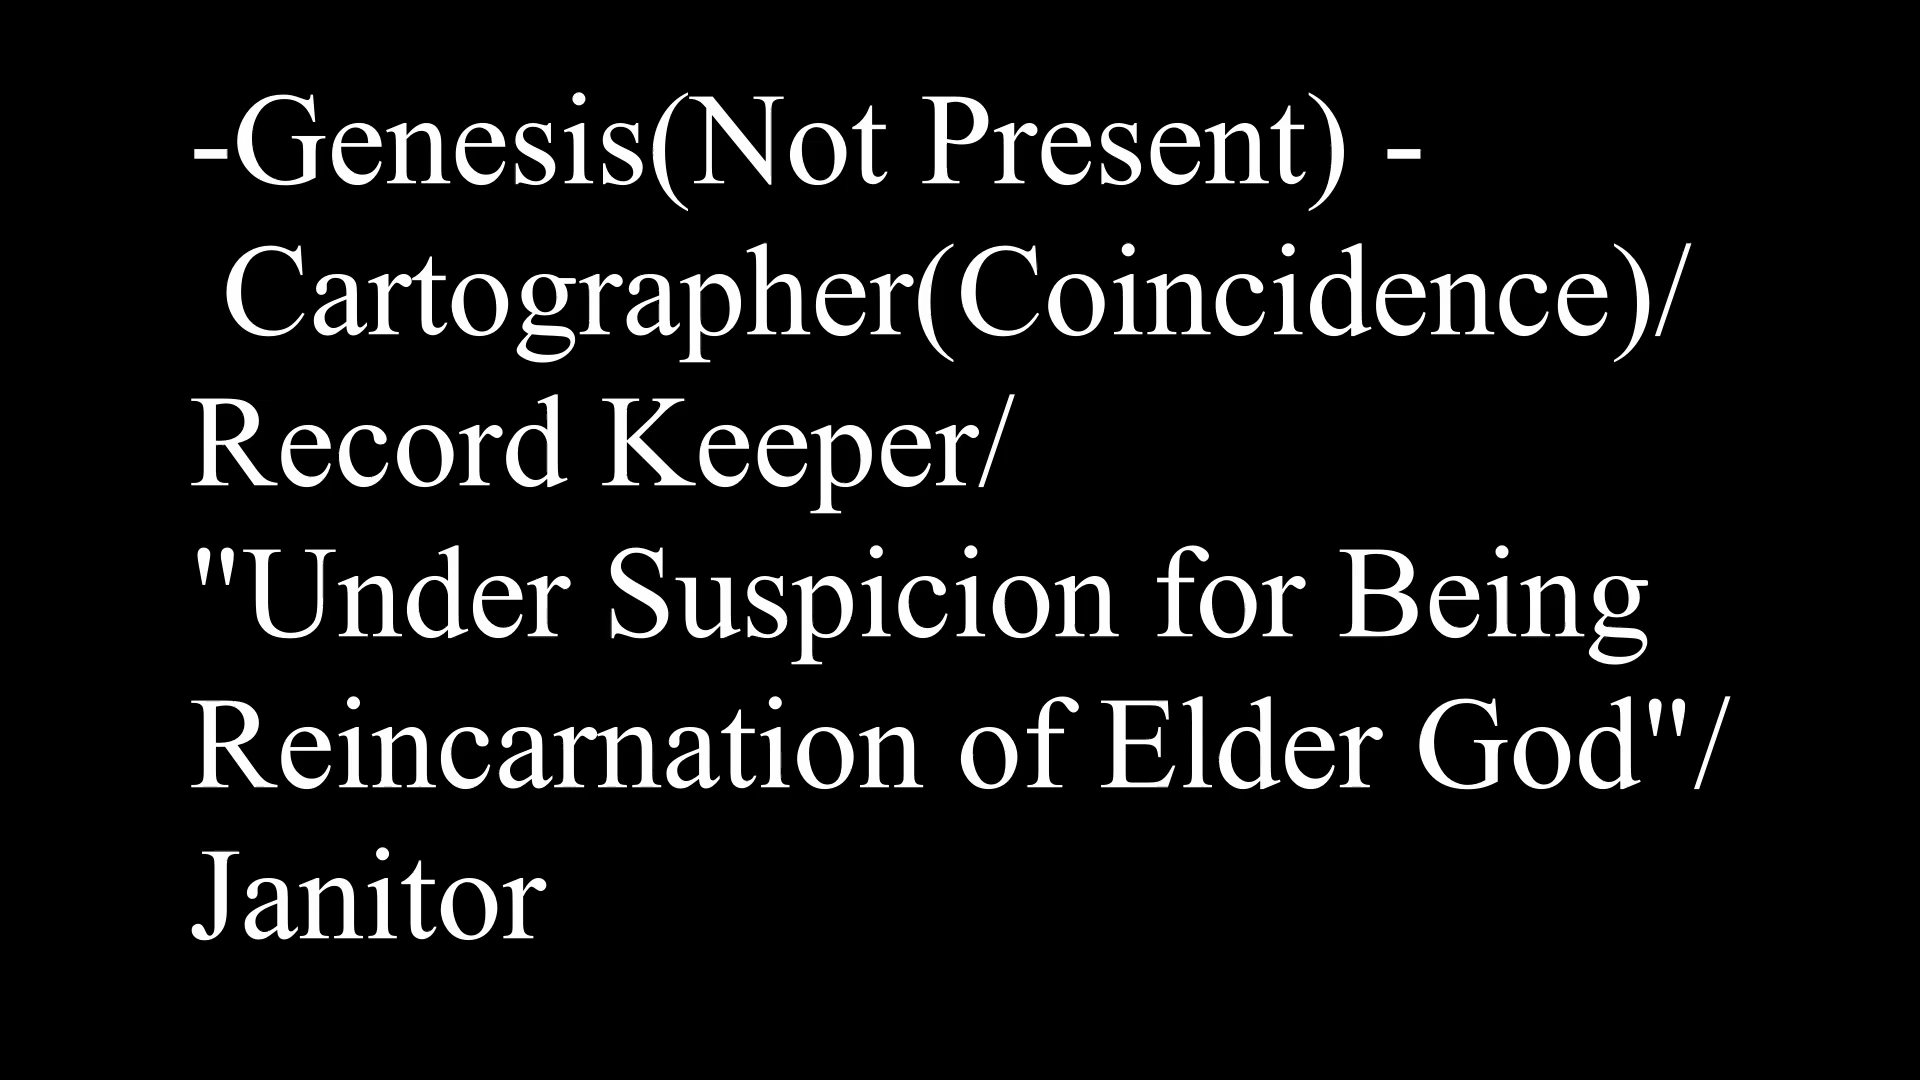 -Genesis(Not Present) -
Cartographer(Coincidence)/
Record Keeper/
"Under Suspicion for Being
Reincarnation of Elder God"/
Janitor